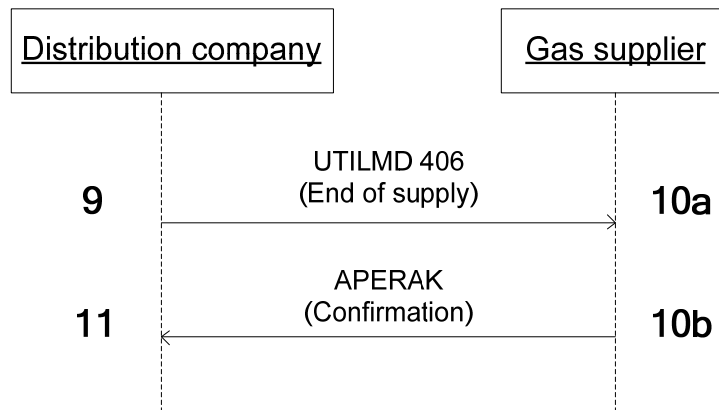 Distribution company
Gas supplier
UTILMD 406
(End of supply)
9
10a
APERAK
(Confirmation)
11
10b